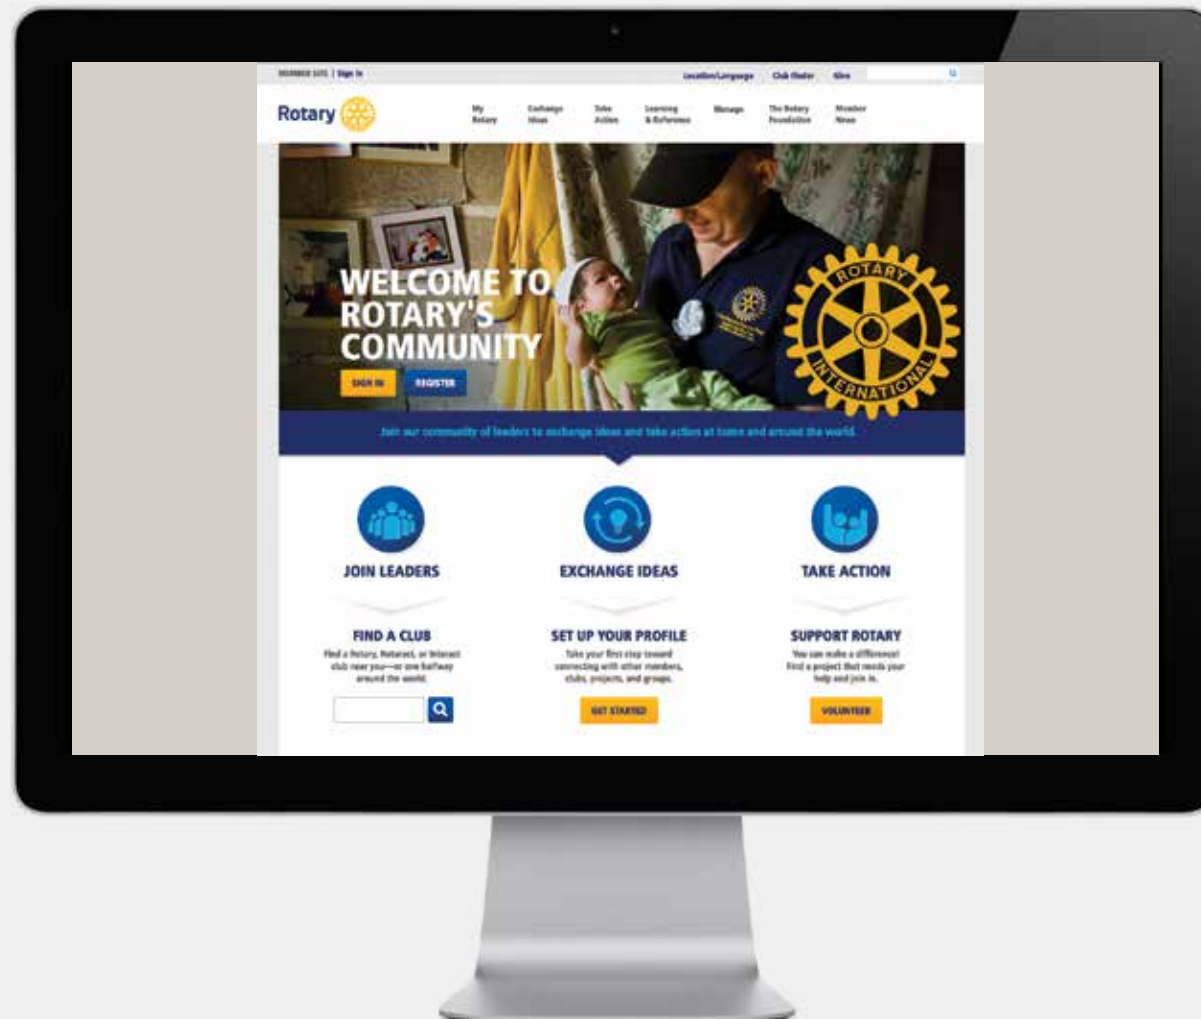 MEMBER SITE | Sign In
Location/Language Club Finder Give
Rotary
My Rotary
Exchange Ideas
Take Action
Learning & Reference
Manage
The Rotary Foundation
Member News
WELCOME TO
ROTARY'S
COMMUNITY
SIGN IN REGISTER
ROTARY
INTERNATIONAL
Join our community of leaders to exchange ideas and take action at home and around the world.
JOIN LEADERS
EXCHANGE IDEAS
TAKE ACTION
FIND A CLUB
Find a Rotary, Rotaract, or Interact
club near you—or one halfway
around the world.
SET UP YOUR PROFILE
Take your first step toward
connecting with other members,
clubs, projects, and groups.
GET STARTED
SUPPORT ROTARY
You can make a difference!
Find a project that needs your
help and join in.
VOLUNTEER